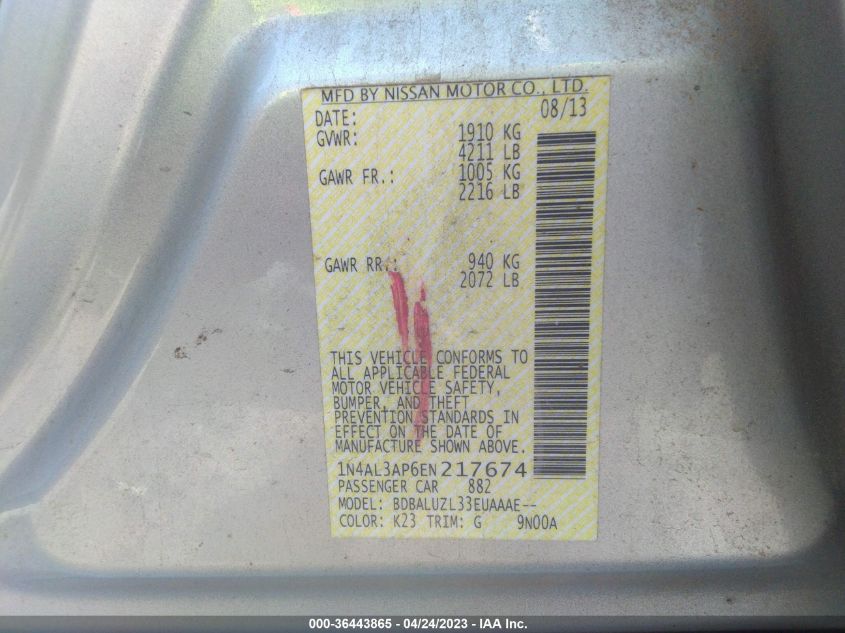 MFD BY NISSAN MOTOR CO., LTD.
DATE: 08/13
GVWR: 1910 KG
4211 LB
GAWR FR.: 1005 KG
2216 LB
GAWR RR.: 940 KG
2072 LB
THIS VEHICLE CONFORMS TO
ALL APPLICABLE FEDERAL
MOTOR VEHICLE SAFETY,
BUMPER, AND THEFT
PREVENTION STANDARDS IN
EFFECT ON THE DATE OF
MANUFACTURE SHOWN ABOVE.
1N4AL3AP6EN217674
PASSENGER CAR 882
MODEL: BDBALUZL33EUAAAE--
COLOR: K23 TRIM: G 9N00A
000-36443865 - 04/24/2023 - IAA Inc.